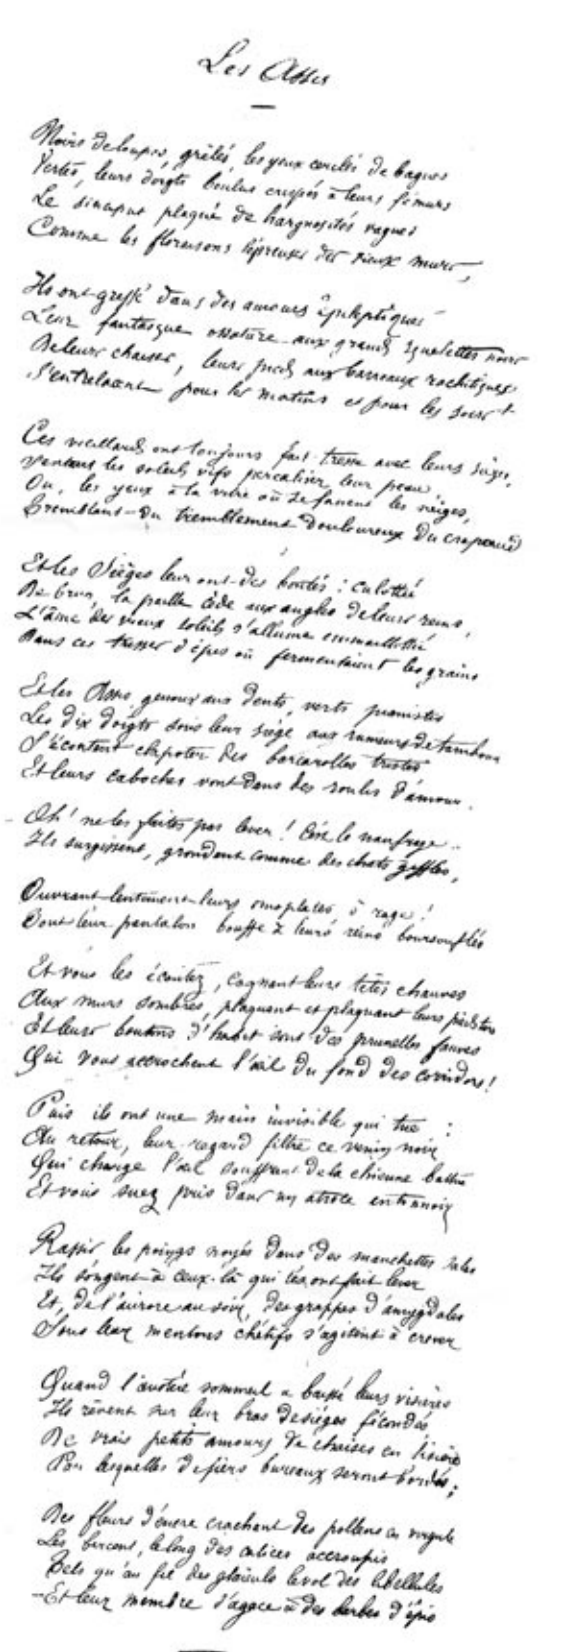 Les Assis
Noirs de loupes, grêlés, les yeux cerclés de bagues
Vertes, leurs doigts boulus crispés à leurs fémurs
Le sinciput plaqué de hargnosités vagues
Comme les floraisons lépreuses des vieux murs,
Ils ont greffé dans des amours épileptiques
Leur fantasque ossature aux grands squelettes noirs
De leurs chaises, leurs pieds aux barreaux rachitiques
S'entrelacent pour les matins et pour les soirs !
Ces vieillards ont toujours fait tresse avec leurs sièges,
Sentant les soleils vifs percaliser leur peau
Ou, les yeux à la vitre où se fanent les neiges,
Tremblant du tremblement douloureux du crapaud
Et les Sièges leur ont des bontés : culottée
De brun, la paille cède aux angles de leurs reins,
L'âme des vieux soleils s'allume emmaillottée
Dans ces tresses d'épis où fermentaient les grains
Et les Assis, genoux aux dents, verts pianistes
Les dix doigts sous leur siège aux rumeurs de tambour
S'écoutent clapoter des barcarolles tristes
Et leurs caboches vont dans des roulis d'amour.
Oh ! ne les faites pas lever ! C'est le naufrage..
Ils surgissent, grondant comme des chats giflés,
Ouvrant lentement leurs omoplates, ô rage !
Tout leur pantalon bouffe à leurs reins boursouflés
Et vous les écoutez, cognant leurs têtes chauves
Aux murs sombres, plaquant et plaquant leurs pieds tors
Et leurs boutons d'habit sont des prunelles fauves
Qui vous accrochent l'œil du fond des corridors !
Puis ils ont une main invisible qui tue :
Au retour, leur regard filtre ce venin noir
Qui charge l'œil souffrant de la chienne battue
Et vous suez pris dans un atroce entonnoir
Rassis, les poings noyés dans des manchettes sales
Ils songent à ceux-là qui les ont fait lever
Et, de l'aurore au soir, des grappes d'amygdales
Sous leurs mentons chétifs s'agitent à crever
Quand l'austère sommeil a baissé leurs visières
Ils rêvent sur leur bras de sièges fécondés
De vrais petits amours de chaises en lisière
Par lesquelles de fiers bureaux seront bordés ;
Des fleurs d'encre crachant des pollens en virgule
Les bercent, le long des calices accroupis
Tels qu'au fil des glaïeuls le vol des libellules
– Et leur membre s'agace à des barbes d'épis